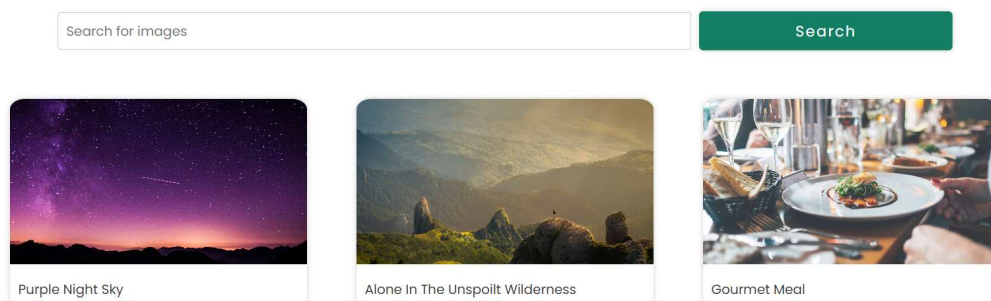 Search for images
Search
Purple Night Sky
Alone In The Unspoilt Wilderness
Gourmet Meal